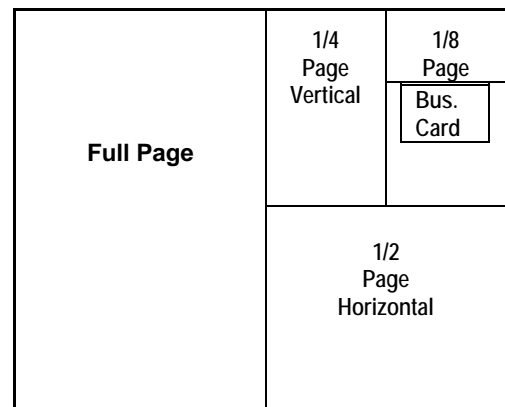 Full Page
1/4
Page
Vertical
1/8
Page
Bus.
Card
1/2
Page
Horizontal